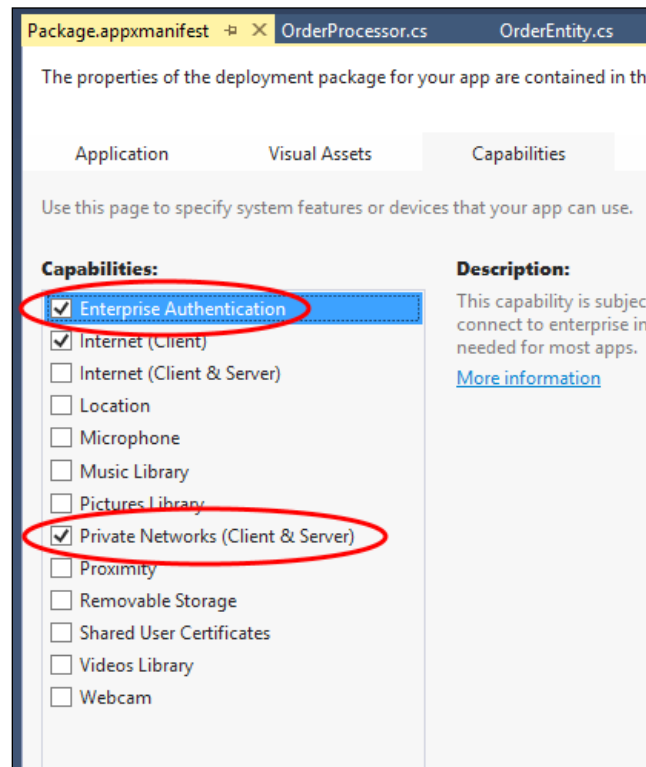 Package.appxmanifest OrderProcessor.cs OrderEntity.cs
The properties of the deployment package for your app are contained in th
Application Visual Assets Capabilities
Use this page to specify system features or devices that your app can use.
Capabilities:
Enterprise Authentication
Internet (Client)
Internet (Client & Server)
Location
Microphone
Music Library
Pictures Library
Private Networks (Client & Server)
Proximity
Removable Storage
Shared User Certificates
Videos Library
Webcam
Description:
This capability is subjec
connect to enterprise in
needed for most apps.
More information